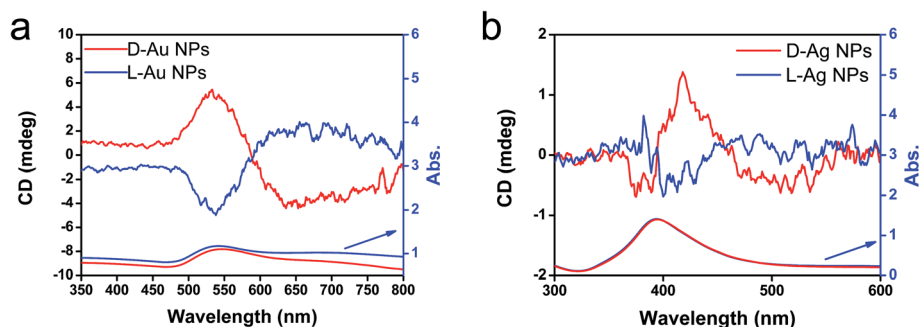 a
D-Au NPs
L-Au NPs
CD (mdeg)
10
8
6
4
2
0
-2
-4
-6
-8
-10
350 400 450 500 550 600 650 700 750 800
Wavelength (nm)
6
5
4
3
2
1
Abs.
b
D-Ag NPs
L-Ag NPs
CD (mdeg)
2
1
0
-1
-2
300 400 500 600
Wavelength (nm)
6
5
4
3
2
1
0
Abs.